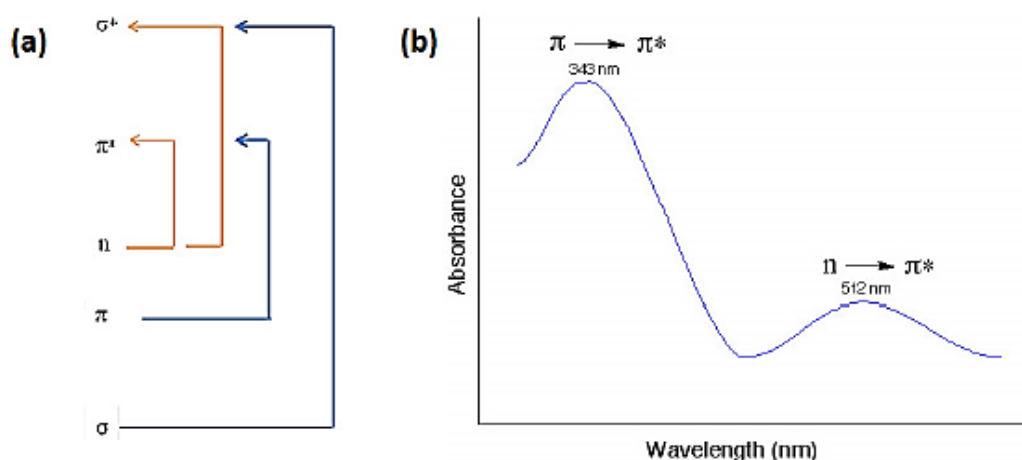 (a)
σ*
π*
n
π
σ
(b)
π → π*
343 nm
n → π*
512 nm
Absorbance
Wavelength (nm)